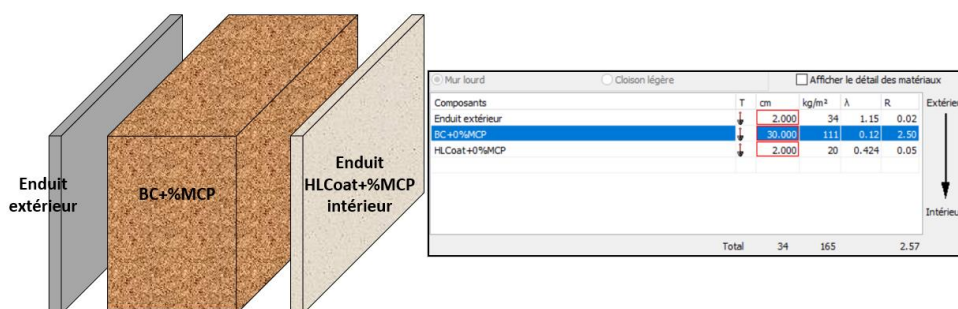 Enduit
extérieur
BC+%MCP
Enduit
HLCoat+%MCP
intérieur
Mur lourd Cloison légère Afficher le détail des matériaux
Composants T cm kg/m² λ R Extérieur
Enduit extérieur 2.000 34 1.15 0.02
BC+0%MCP 30.000 111 0.12 2.50
HLCoat+0%MCP 2.000 20 0.424 0.05
Intérieur
Total 34 165 2.57